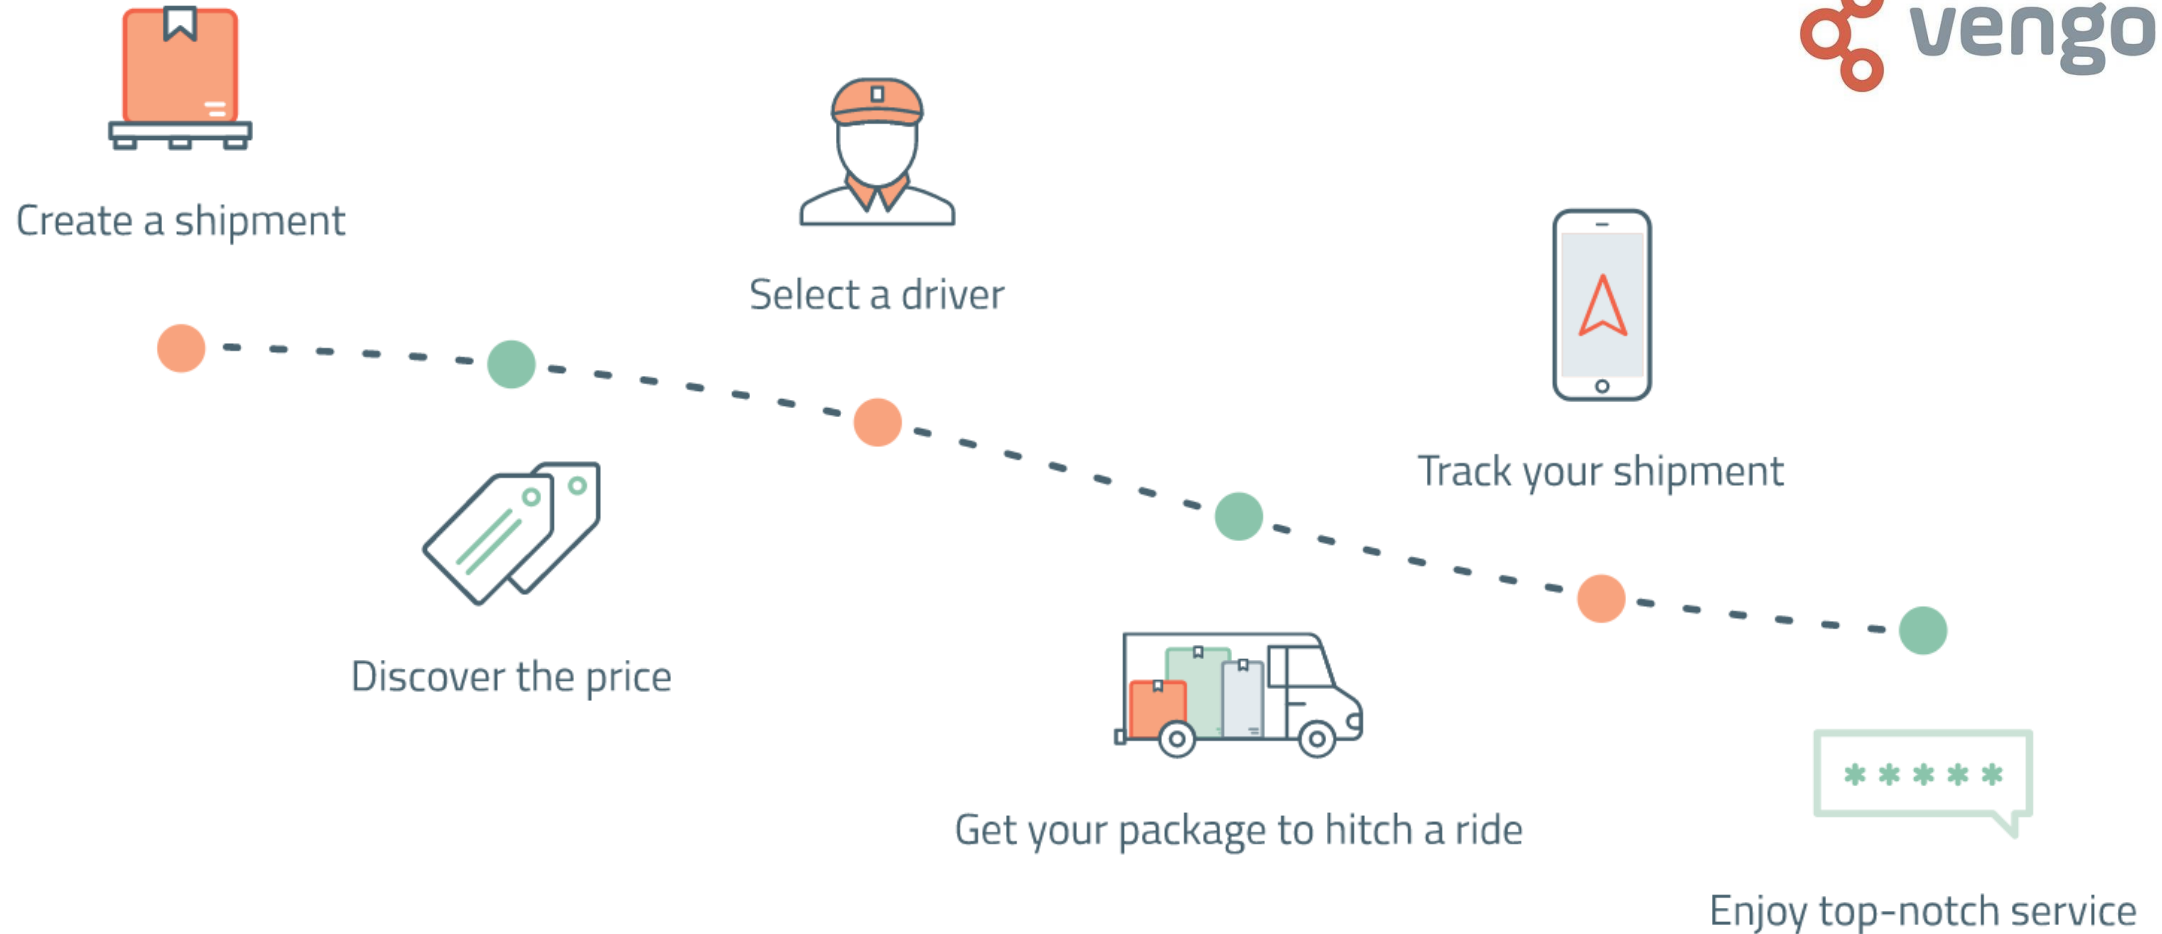 vengo
Create a shipment
Select a driver
Track your shipment
Discover the price
Get your package to hitch a ride
*****
Enjoy top-notch service